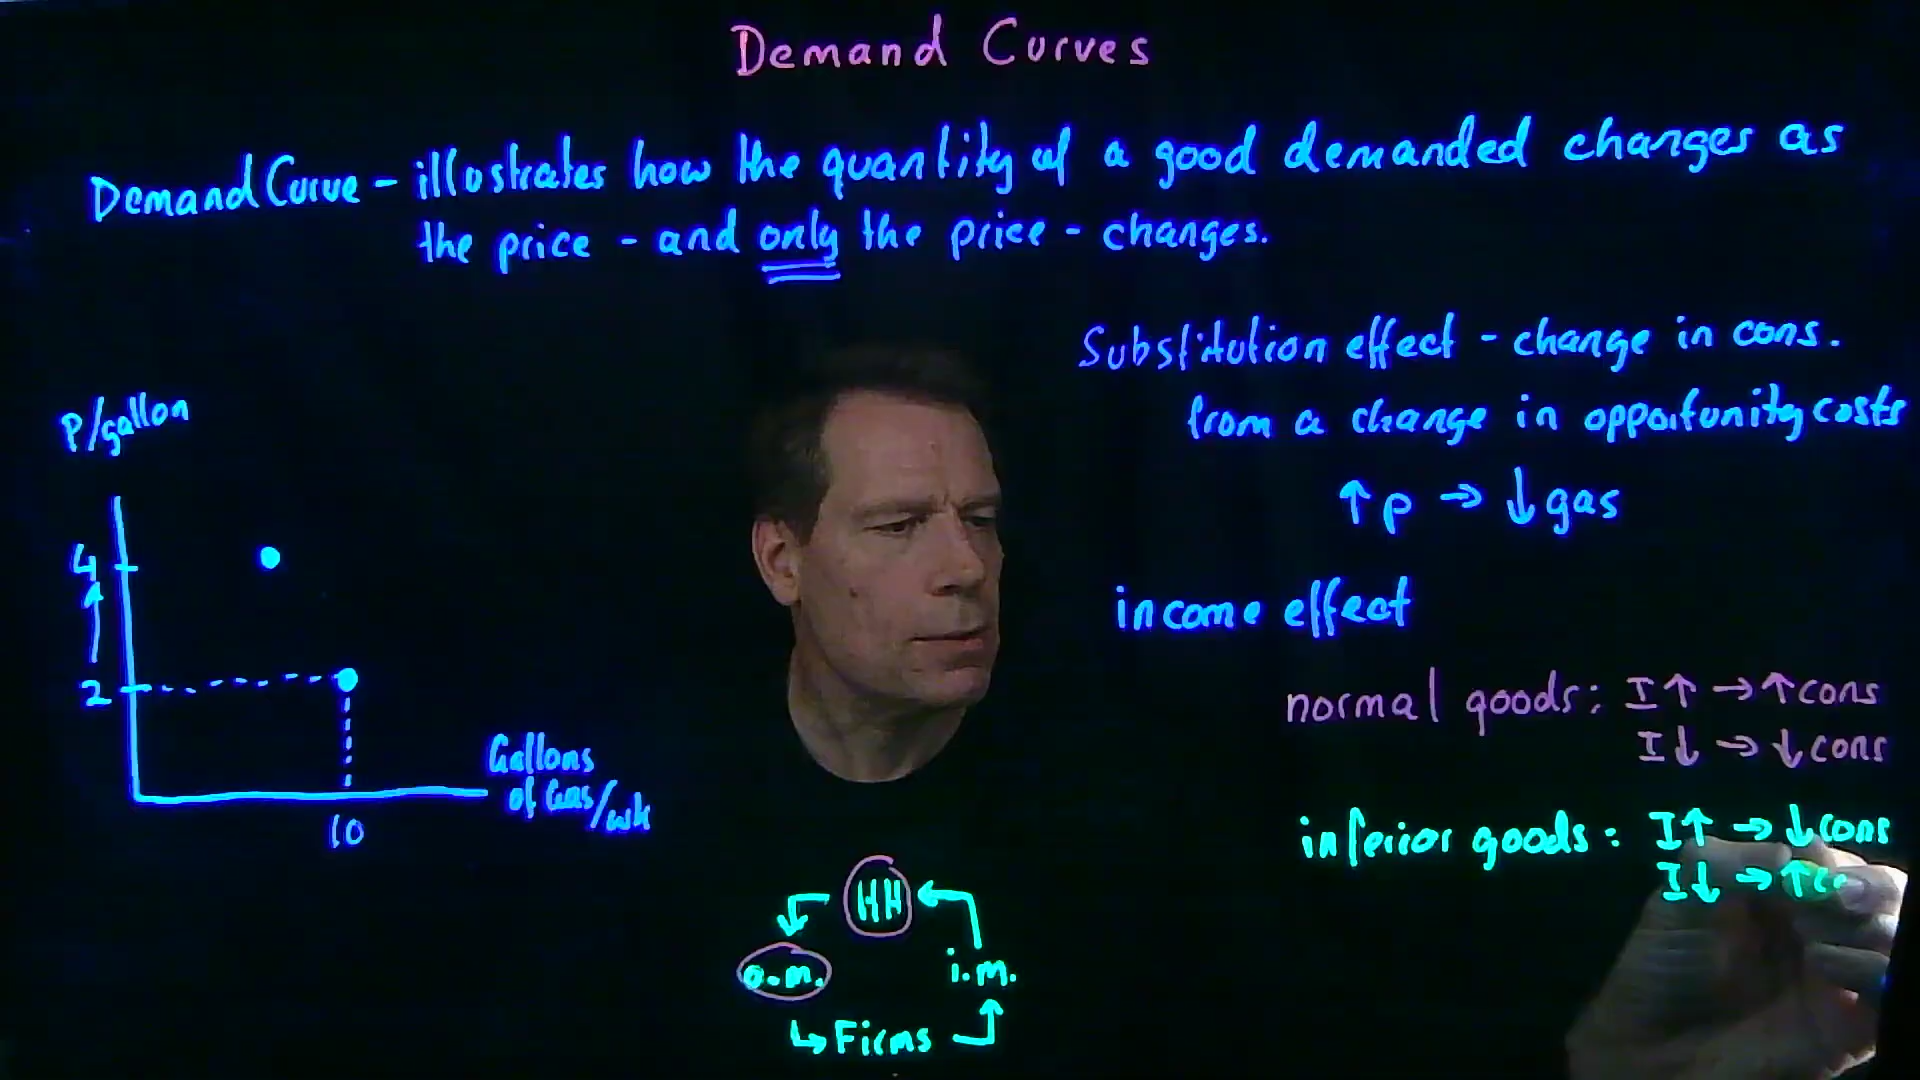 Demand Curves
Demand Curve - illustrates how the quantity of a good demanded changes as
the price - and only the price - changes.
Substitution effect - change in cons.
from a change in opportunity costs
↑ p → ↓ gas
income effect
normal goods: I↑ → ↑ cons
I↓ → ↓ cons
inferior goods: I↑ → ↓ cons
I↓ → ↑
P/gallon
4
2
10
Gallons
of Gas/wk
HH
o.m.
i.m.
Firms